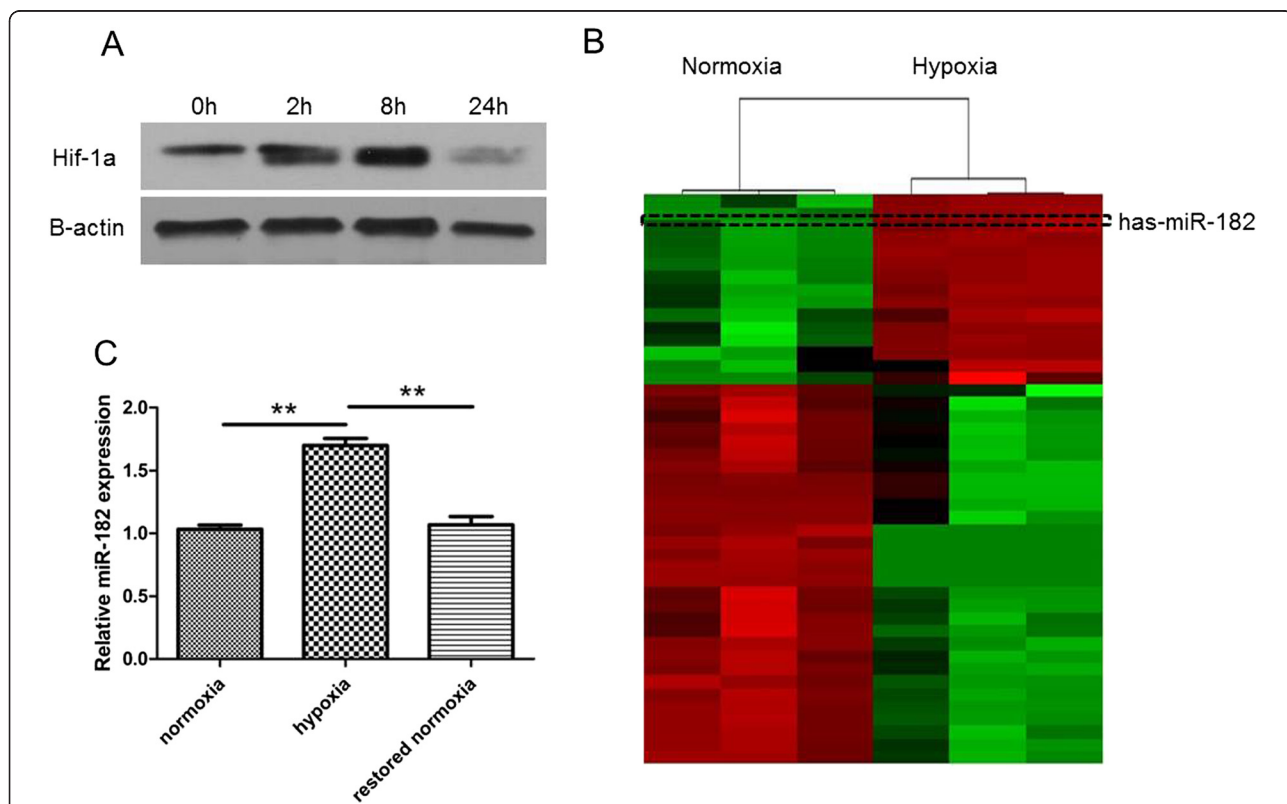 A
0h 2h 8h 24h
Hif-1a
B-actin
B
Normoxia Hypoxia
has-miR-182
C
Relative miR-182 expression
2.0
1.5
1.0
0.5
0.0
** **
normoxia
hypoxia
restored normoxia